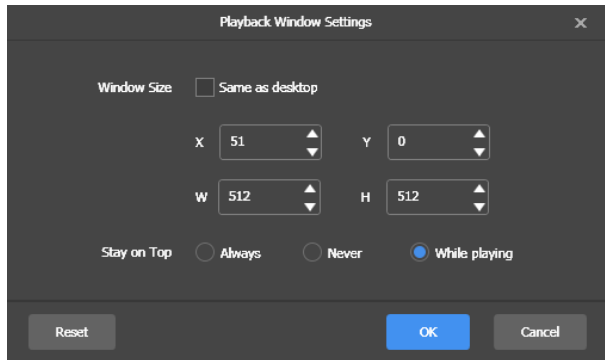 Playback Window Settings
Window Size Same as desktop
X 51 Y 0
W 512 H 512
Stay on Top Always Never While playing
Reset OK Cancel